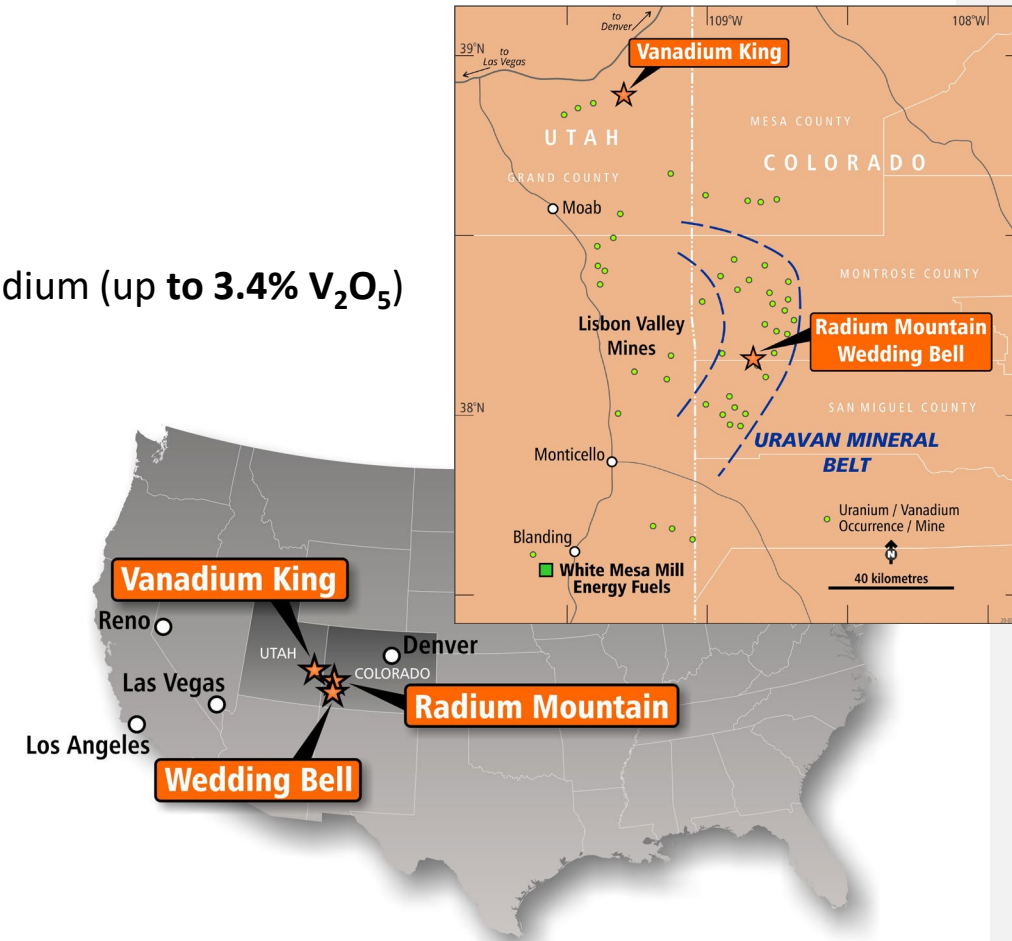 to
Denver
109°W
108°W
39°N
to
Las Vegas
Vanadium King
MESA COUNTY
UTAH
COLORADO
GRAND COUNTY
Moab
dium (up to 3.4% V₂O₅)
MONTROSE COUNTY
Lisbon Valley
Mines
Radium Mountain
Wedding Bell
38°N
SAN MIGUEL COUNTY
URAVAN MINERAL
BELT
Monticello
Uranium / Vanadium
Occurrence / Mine
Blanding
N
White Mesa Mill
Energy Fuels
40 kilometres
Vanadium King
Reno
Denver
UTAH
COLORADO
Las Vegas
Radium Mountain
Los Angeles
Wedding Bell